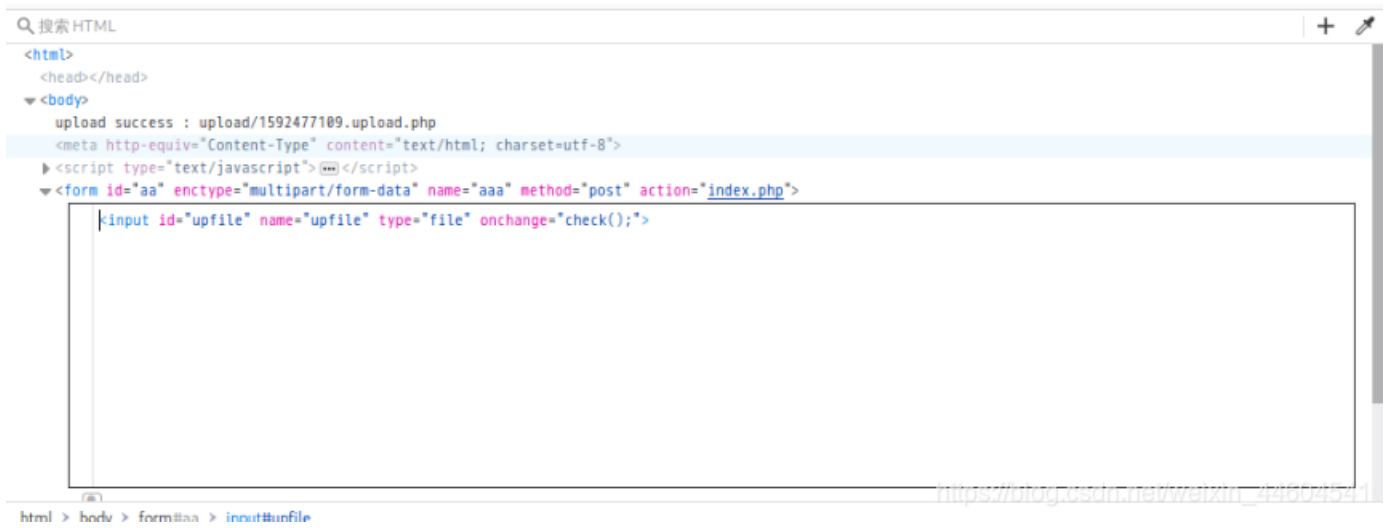 搜索 HTML
<html>
<head></head>
<body>
upload success : upload/1592477109.upload.php
<meta http-equiv="Content-Type" content="text/html; charset=utf-8">
<script type="text/javascript"></script>
<form id="aa" enctype="multipart/form-data" name="aaa" method="post" action="index.php">
<input id="upfile" name="upfile" type="file" onchange="check();">
https://blog.csdn.net/weixin_44604541
html > body > form#aa > input#upfile